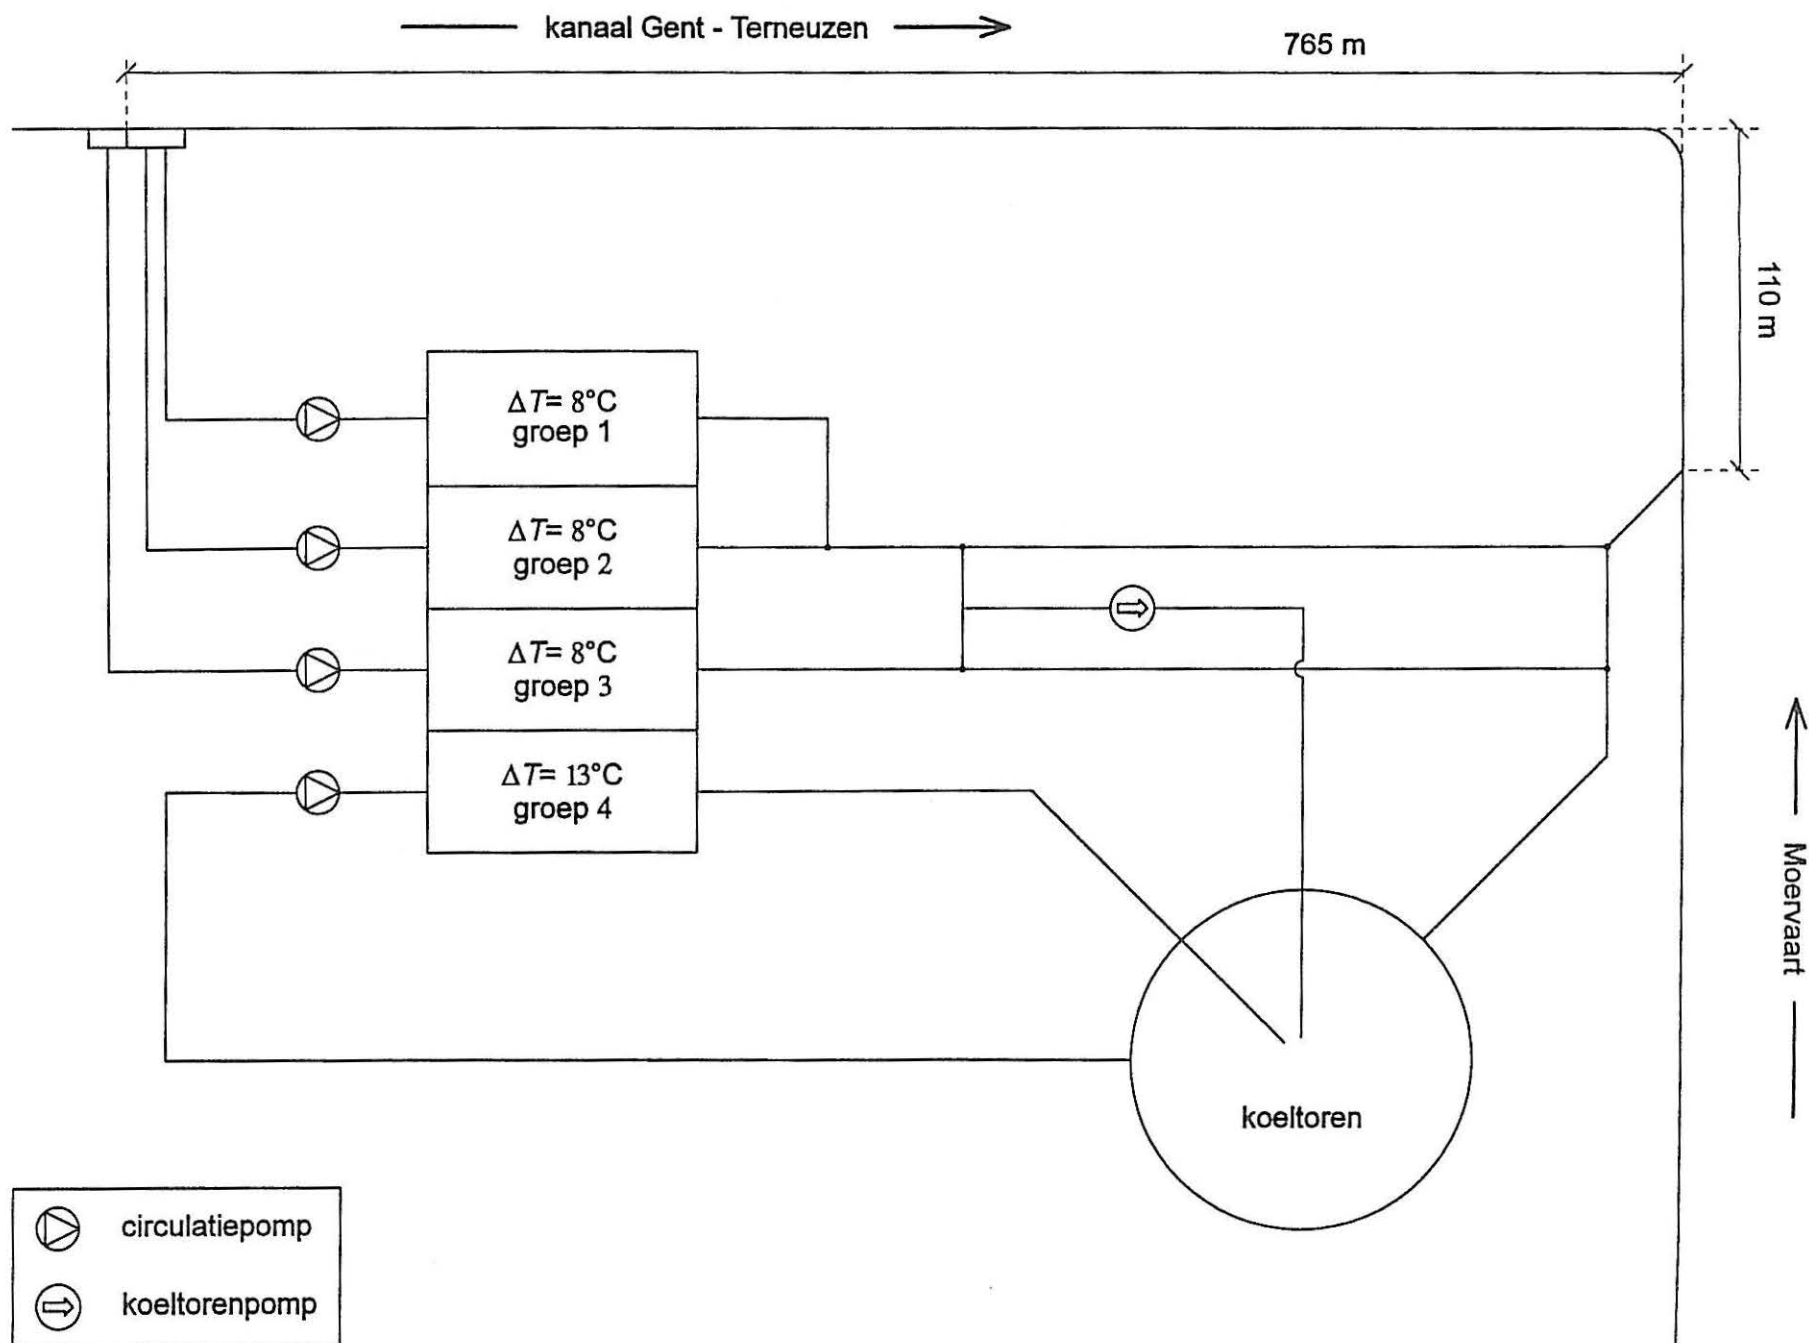 kanaal Gent - Terneuzen
765 m
110 m
ΔT= 8°C
groep 1
ΔT= 8°C
groep 2
ΔT= 8°C
groep 3
ΔT= 13°C
groep 4
Moervaart
koeltoren
circulatiepomp
koeltorenpomp